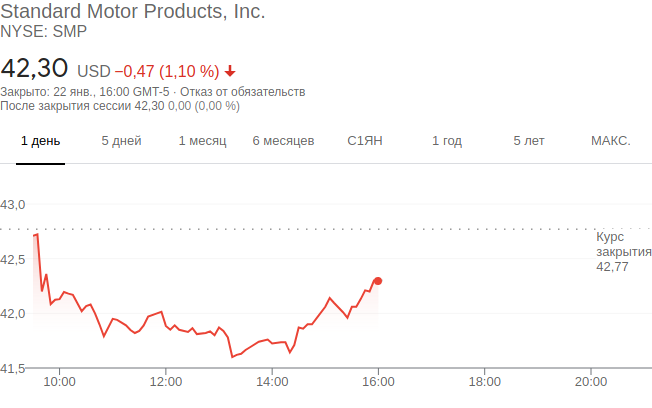 Standard Motor Products, Inc.
NYSE: SMP
42,30 USD −0,47 (1,10 %)
Закрыто: 22 янв., 16:00 GMT-5 · Отказ от обязательств
После закрытия сессии 42,30 0,00 (0,00 %)
1 день 5 дней 1 месяц 6 месяцев С1ЯН 1 год 5 лет МАКС.
43,0
Курс
закрытия
42,5
42,77
42,0
41,5
10:00 12:00 14:00 16:00 18:00 20:00